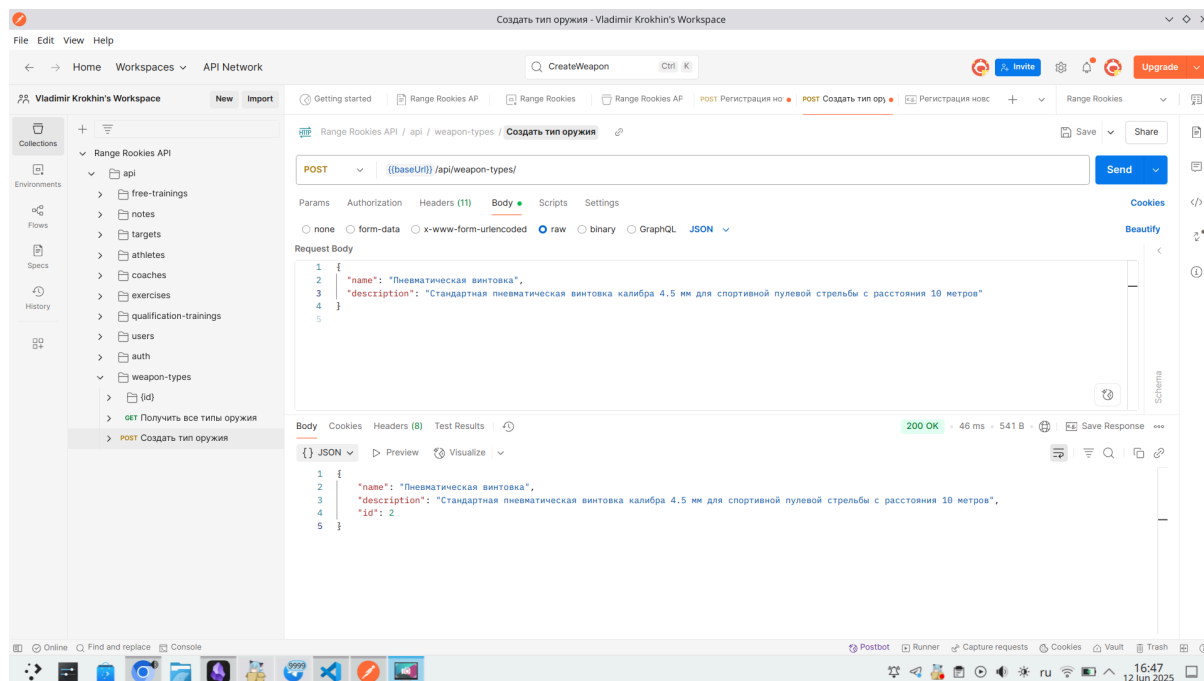 Создать тип оружия - Vladimir Krokhin's Workspace
File Edit View Help
Home Workspaces API Network
CreateWeapon Ctrl K
Invite
Upgrade
Vladimir Krokhin's Workspace New Import
Getting started Range Rookies AP Range Rookies Range Rookies AP POST Регистрация но POST Создать тип ору Регистрация новс Range Rookies
Collections
Environments
Flows
Specs
History
Range Rookies API
api
free-trainings
notes
targets
athletes
coaches
exercises
qualification-trainings
users
auth
weapon-types
{id}
GET Получить все типы оружия
POST Создать тип оружия
Range Rookies API / api / weapon-types / Создать тип оружия
Save Share
POST {{baseUrl}} /api/weapon-types/ Send
Params Authorization Headers (11) Body Scripts Settings Cookies
none form-data x-www-form-urlencoded raw binary GraphQL JSON Beautify
Request Body
1 {
2 "name": "Пневматическая винтовка",
3 "description": "Стандартная пневматическая винтовка калибра 4.5 мм для спортивной пулевой стрельбы с расстояния 10 метров"
4 }
5
Schema
Body Cookies Headers (8) Test Results 200 OK 46 ms 541 B Save Response
{} JSON Preview Visualize
1 {
2 "name": "Пневматическая винтовка",
3 "description": "Стандартная пневматическая винтовка калибра 4.5 мм для спортивной пулевой стрельбы с расстояния 10 метров",
4 "id": 2
5 }
Online Find and replace Console Postbot Runner Capture requests Cookies Vault Trash
9999
ru
16:47
12 Jun 2025